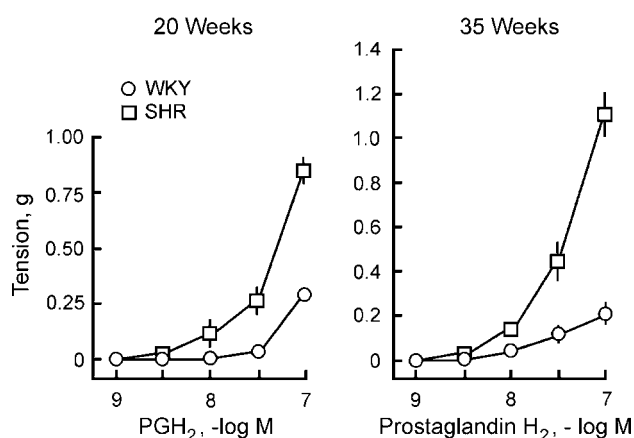 20 Weeks
WKY
SHR
1.00
0.75
0.50
0.25
0
Tension, g
9
8
7
PGH₂, -log M
35 Weeks
1.4
1.2
1.0
0.8
0.6
0.4
0.2
0
9
8
7
Prostaglandin H₂, - log M